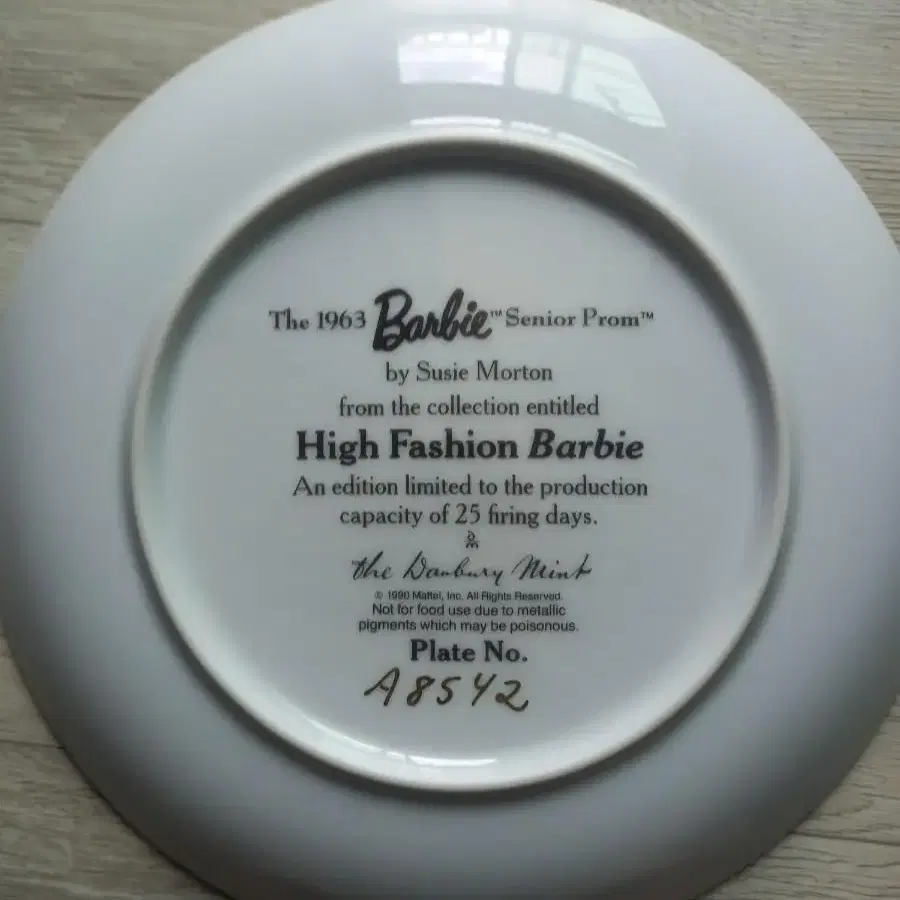 The 1963 Barbie™ Senior Prom™
by Susie Morton
from the collection entitled
High Fashion Barbie
An edition limited to the production
capacity of 25 firing days.
the Danbury Mint
© 1990 Mattel, Inc. All Rights Reserved.
Not for food use due to metallic
pigments which may be poisonous.
Plate No.
A8542